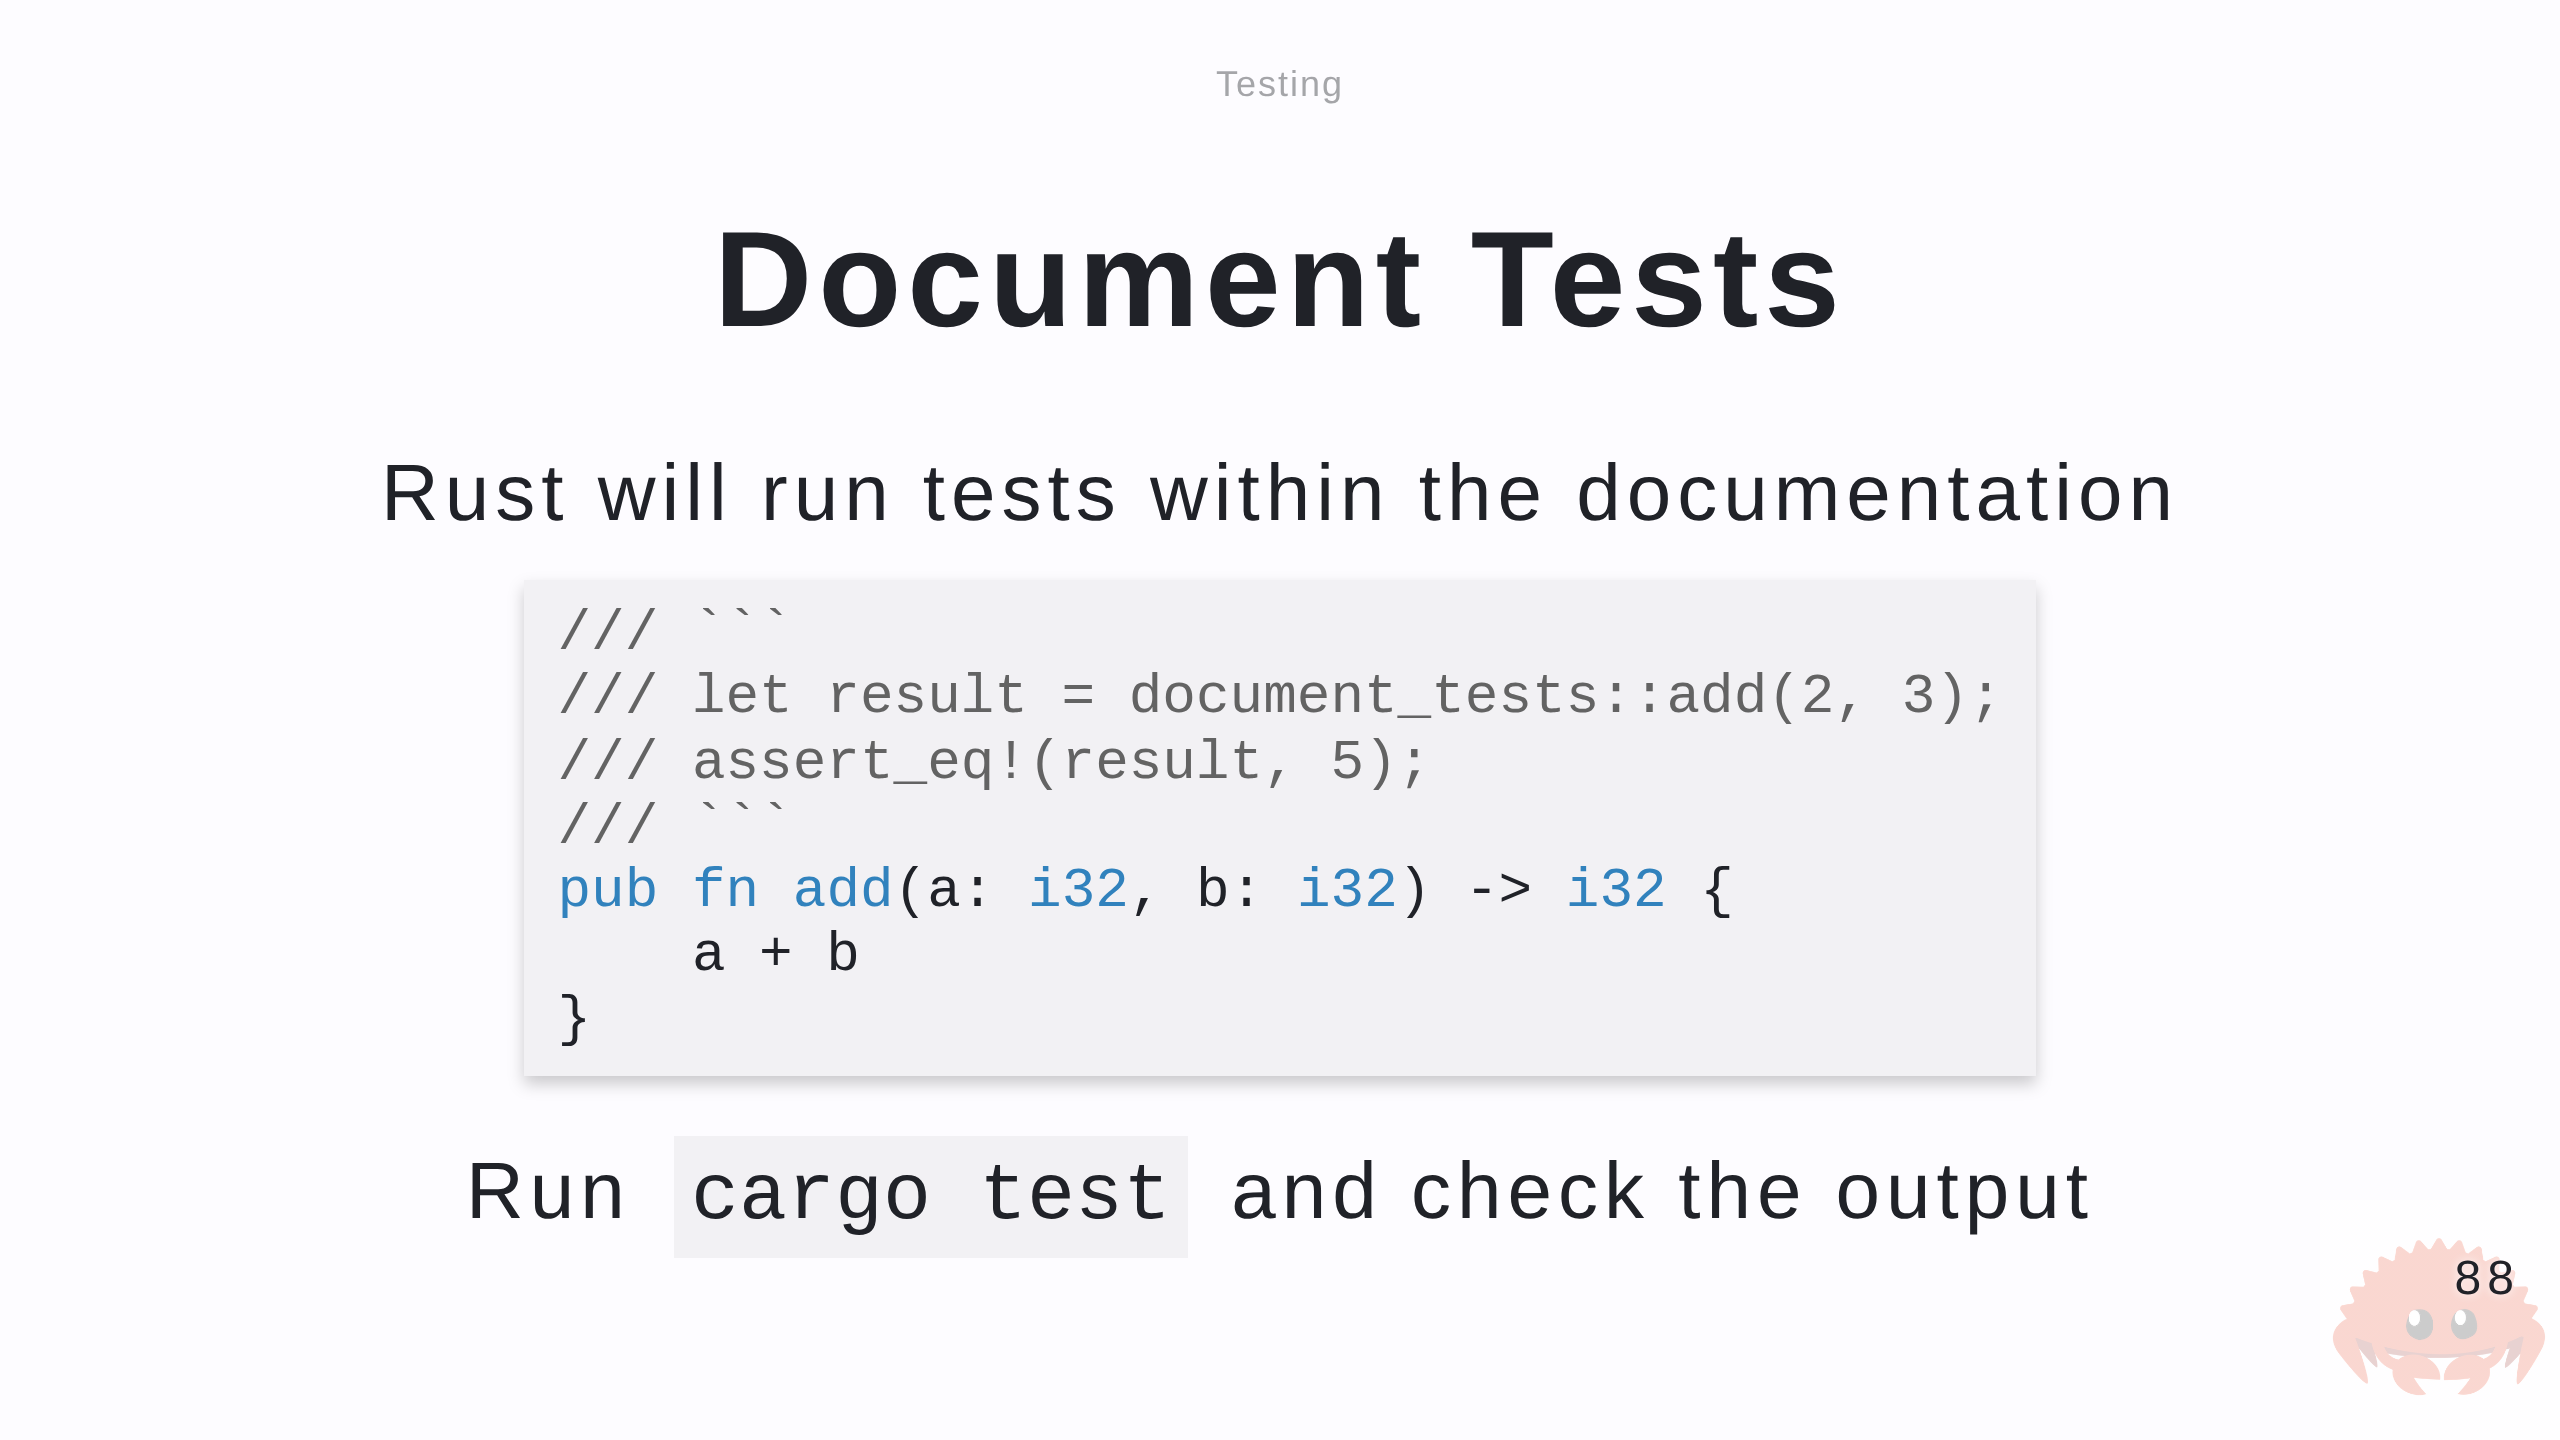 Testing
Document Tests
Rust will run tests within the documentation
/// ```
/// let result = document_tests::add(2, 3);
/// assert_eq!(result, 5);
/// ```
pub fn add(a: i32, b: i32) -> i32 {
    a + b
}
Run cargo test and check the output
88